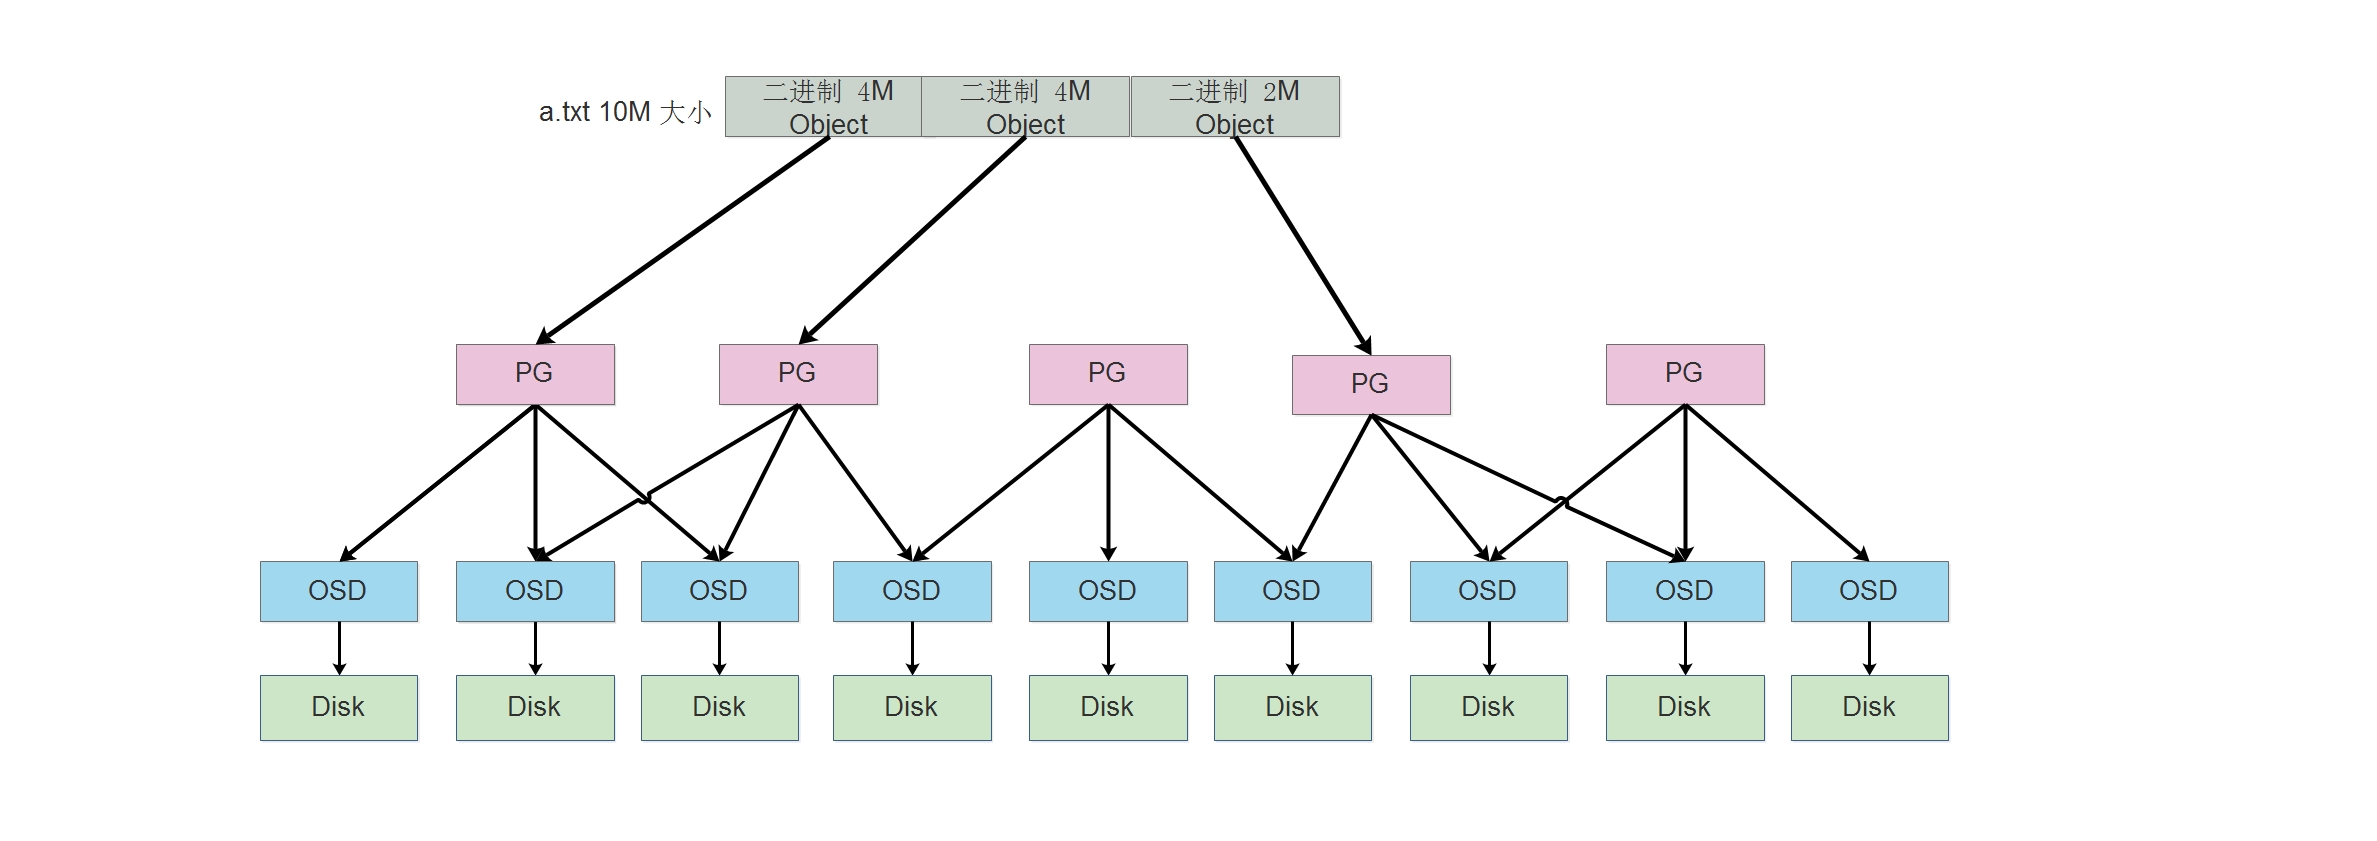 二进制 4M
Object
二进制 4M
Object
二进制 2M
Object
a.txt 10M 大小
PG
PG
PG
PG
PG
OSD
OSD
OSD
OSD
OSD
OSD
OSD
OSD
OSD
Disk
Disk
Disk
Disk
Disk
Disk
Disk
Disk
Disk